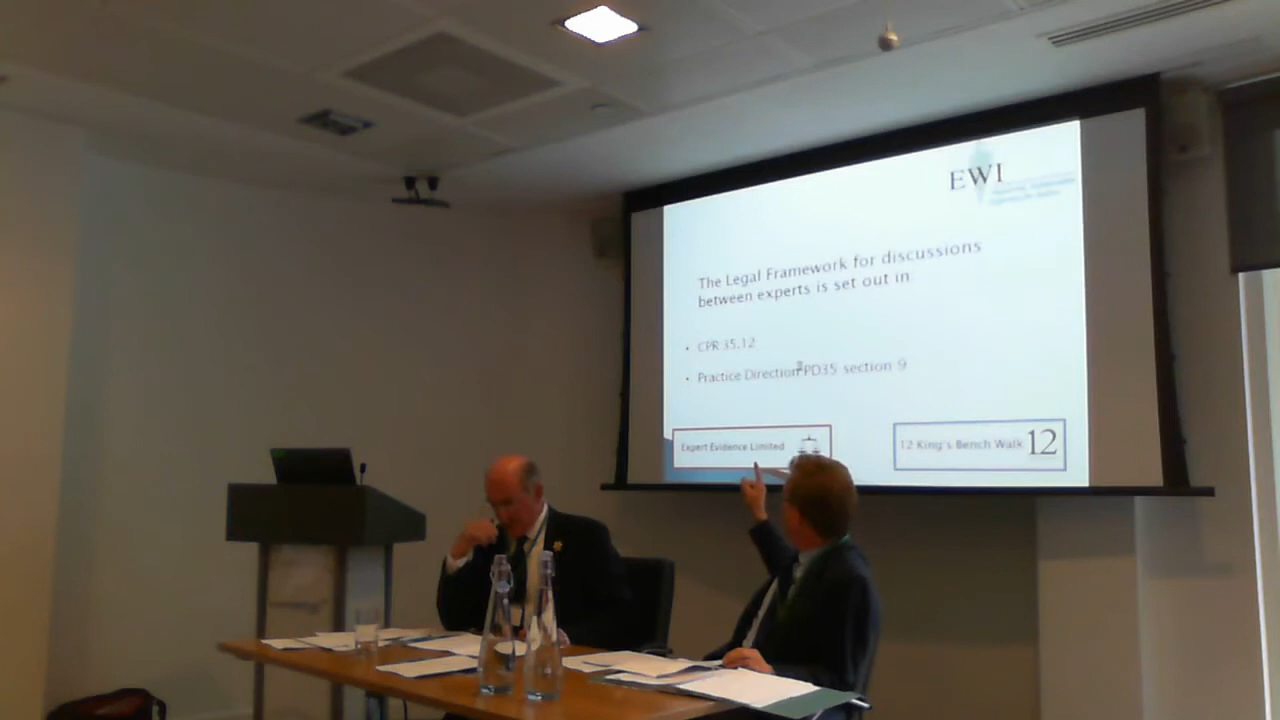 EWI
The Legal Framework for discussions
between experts is set out in:
• CPR 35.12
• Practice Direction PD35 section 9
Expert Evidence Limited
12 King's Bench Walk 12